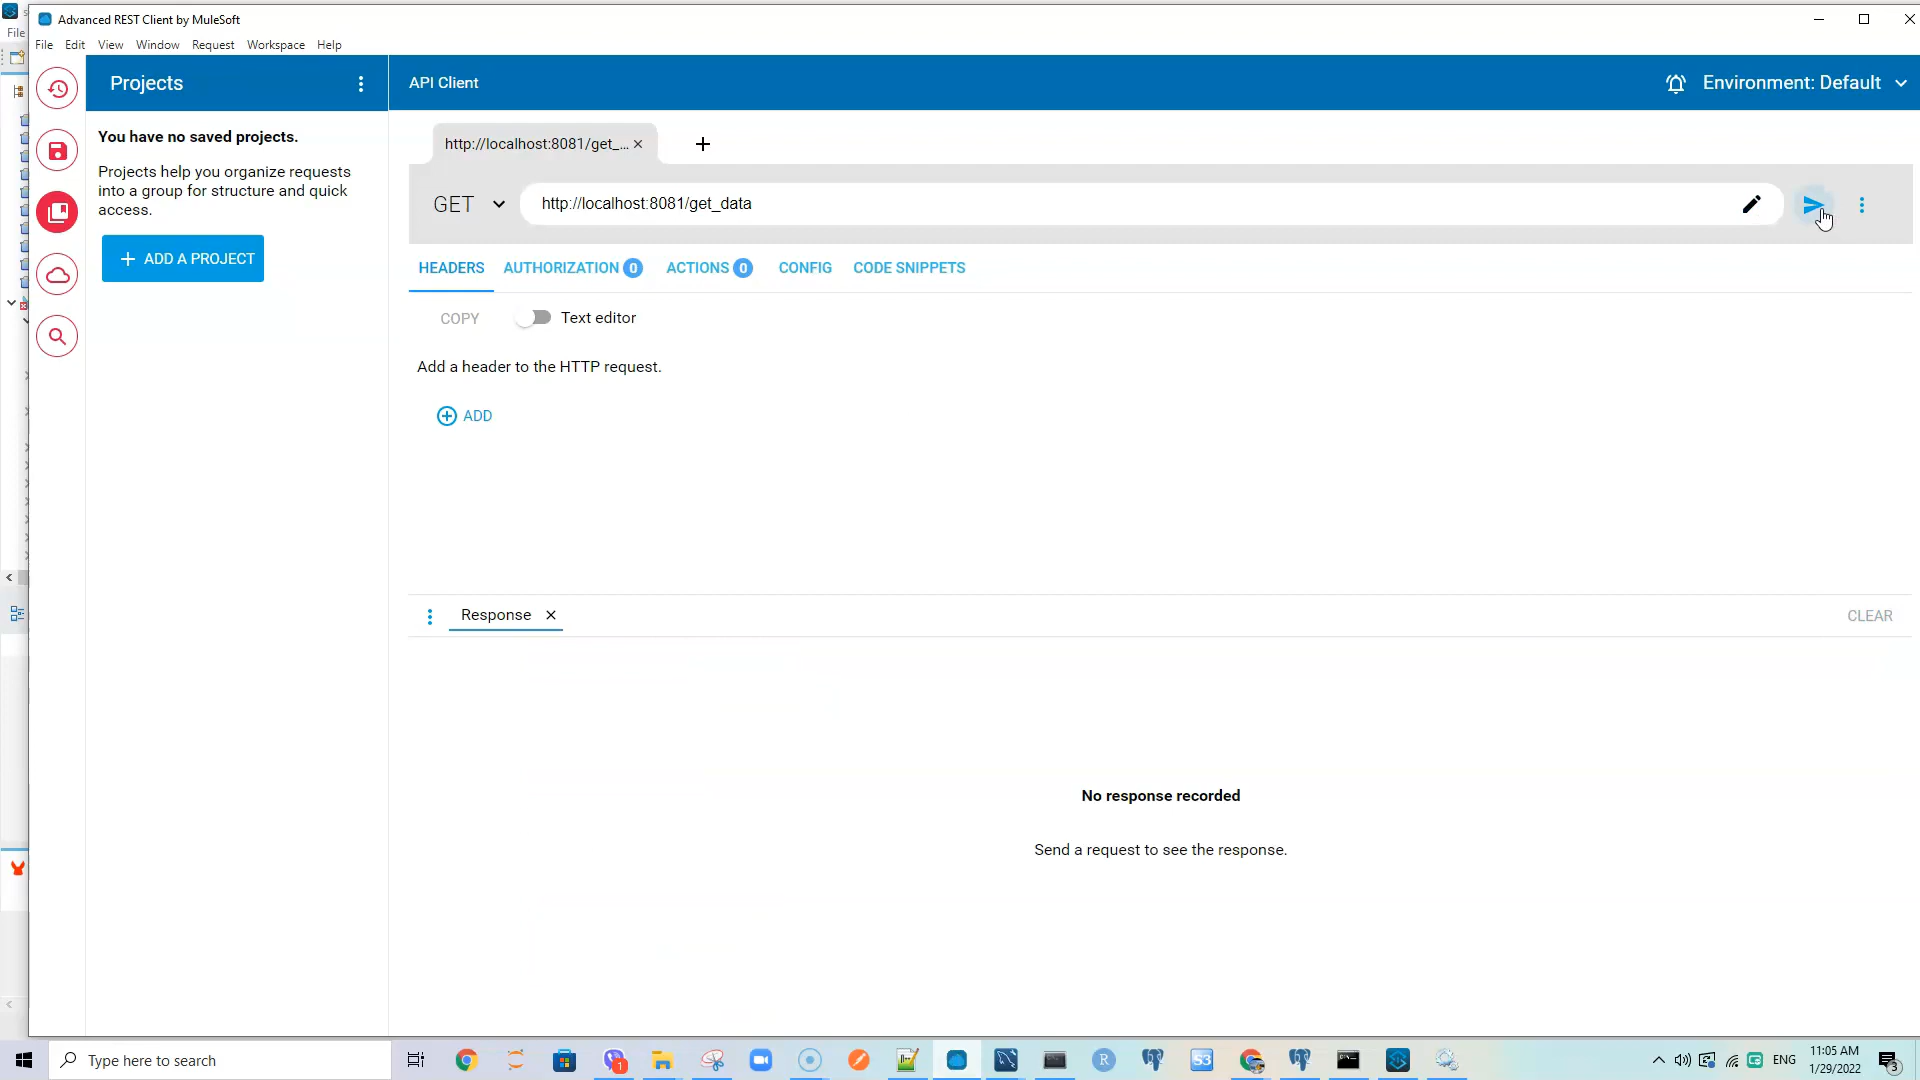 Advanced REST Client by MuleSoft
File
File Edit View Window Request Workspace Help
Projects
API Client
Environment: Default
You have no saved projects.
http://localhost:8081/get_...
Projects help you organize requests
into a group for structure and quick
access.
GET
http://localhost:8081/get_data
ADD A PROJECT
HEADERS
AUTHORIZATION 0
ACTIONS 0
CONFIG
CODE SNIPPETS
COPY
Text editor
Add a header to the HTTP request.
ADD
Response
CLEAR
No response recorded
Send a request to see the response.
Type here to search
1
R
S3
ENG
11:05 AM
1/29/2022
3